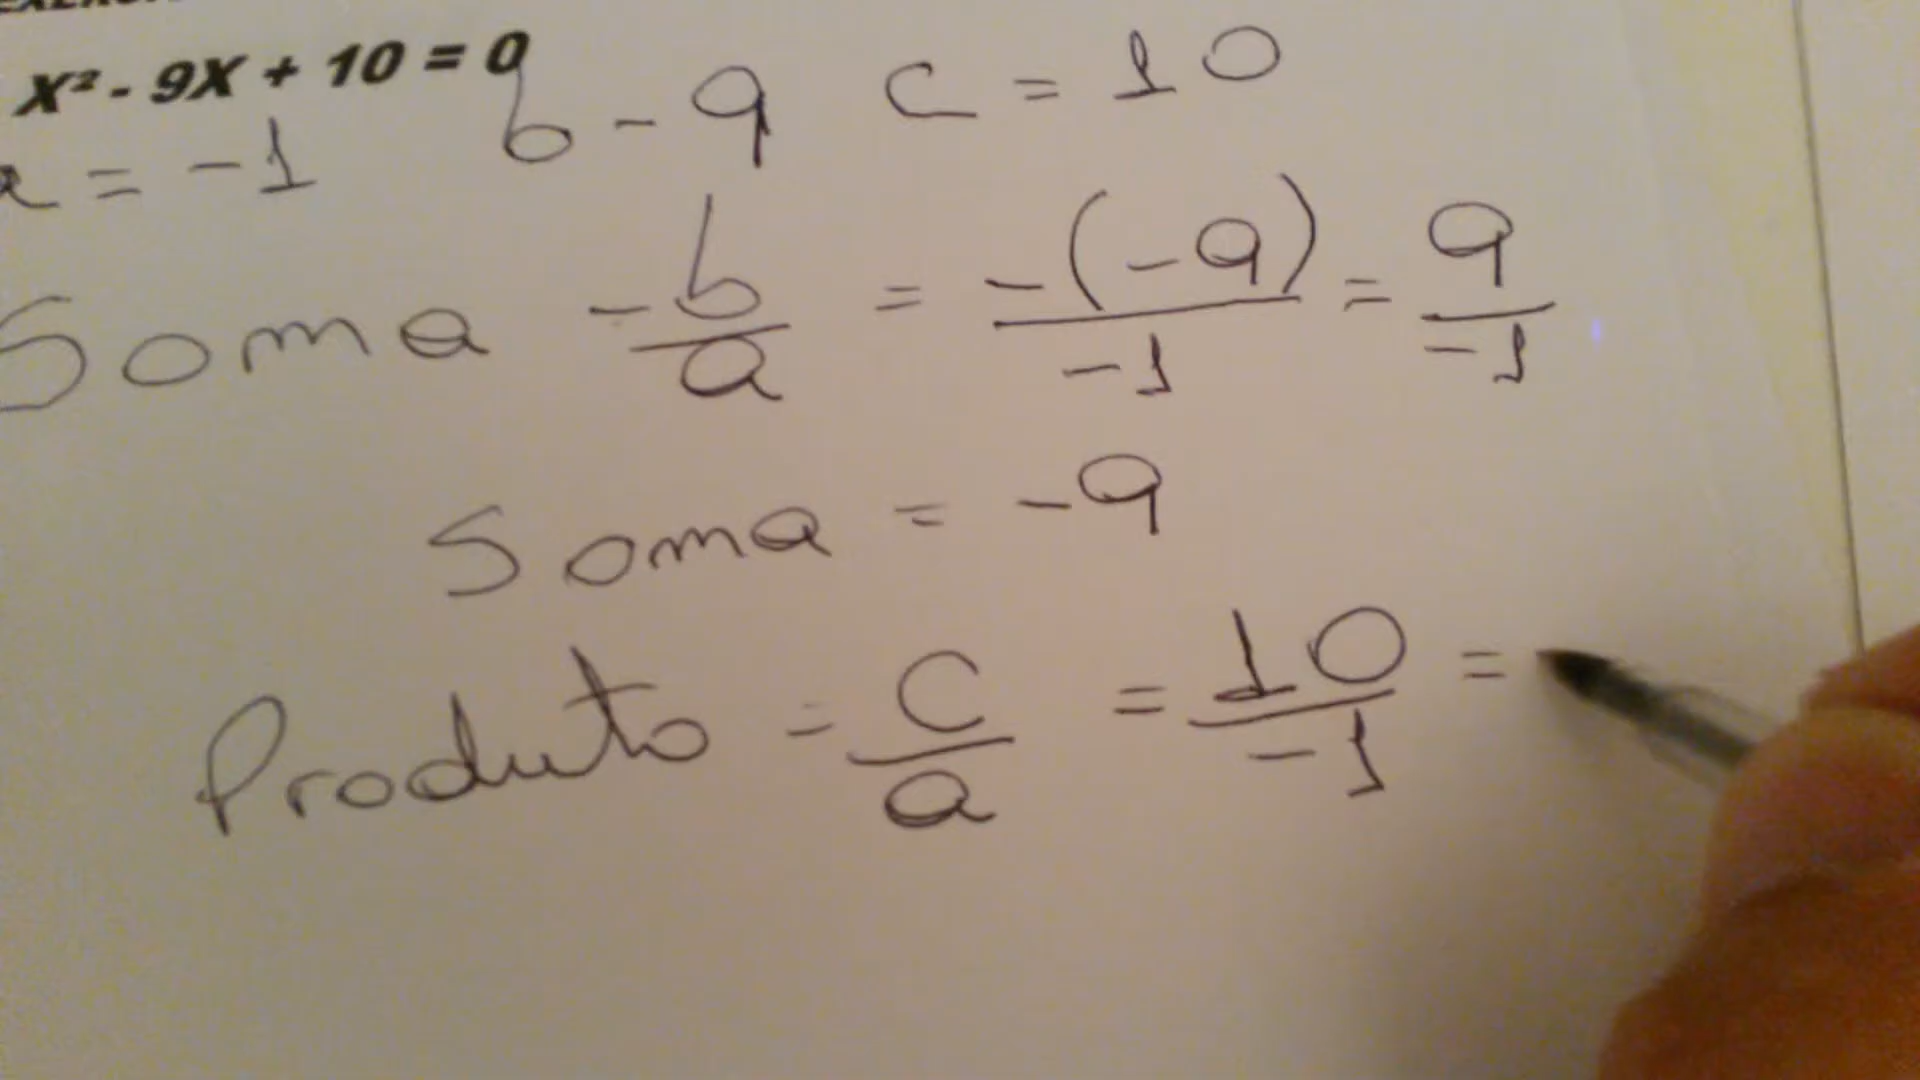 X² - 9X + 10 = 0
a = -1 b - 9 c = 10
Soma -b/a = -(-9)/-1 = 9/-1
Soma = -9
Produto = c/a = 10/-1 =